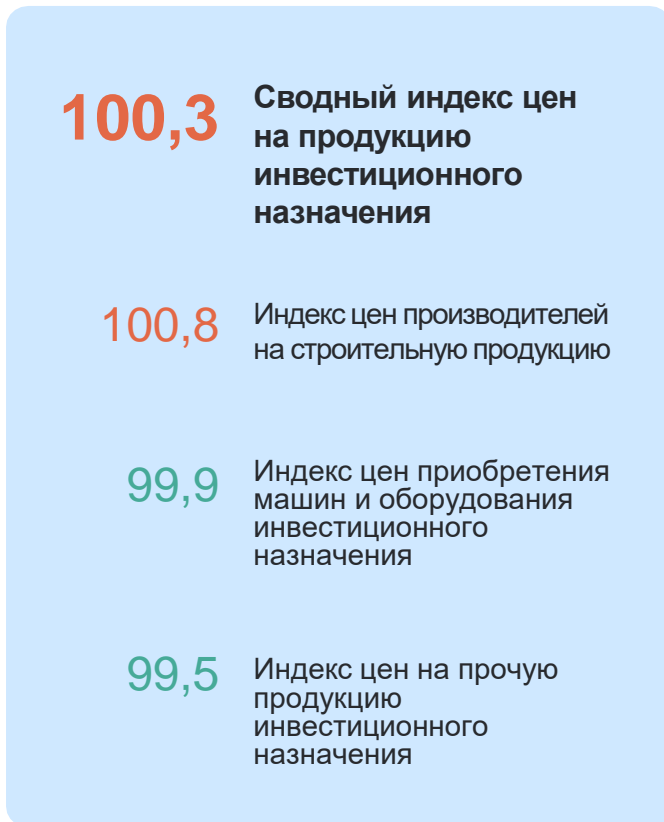 100,3
Сводный индекс цен
на продукцию
инвестиционного
назначения
100,8
Индекс цен производителей
на строительную продукцию
99,9
Индекс цен приобретения
машин и оборудования
инвестиционного
назначения
99,5
Индекс цен на прочую
продукцию
инвестиционного
назначения